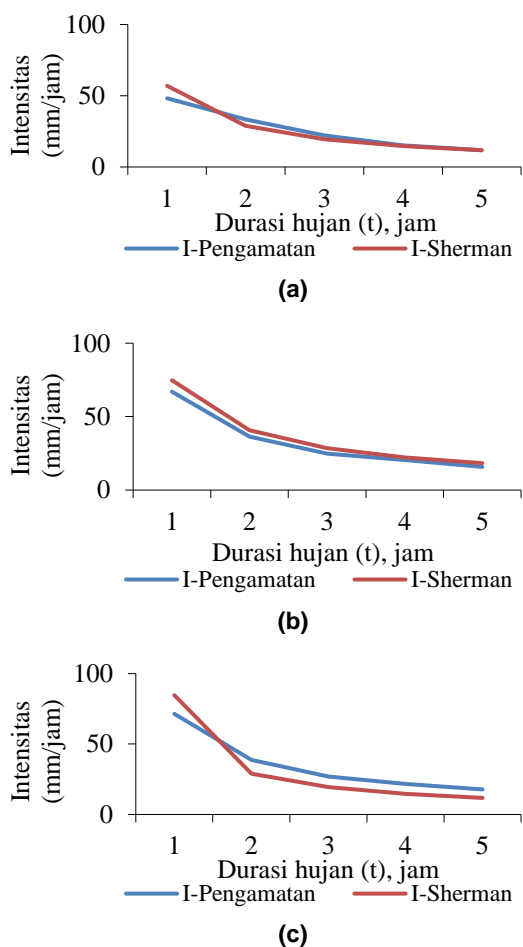 Intensitas
(mm/jam)
100
50
0
1 2 3 4 5
Durasi hujan (t), jam
I-Pengamatan I-Sherman
(a)
Intensitas
(mm/jam)
100
50
0
1 2 3 4 5
Durasi hujan (t), jam
I-Pengamatan I-Sherman
(b)
Intensitas
(mm/jam)
100
50
0
1 2 3 4 5
Durasi hujan (t), jam
I-Pengamatan I-Sherman
(c)